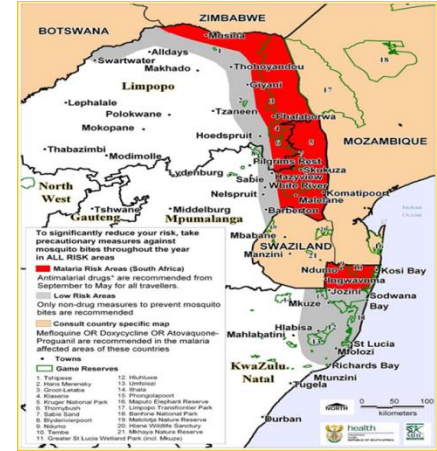 ZIMBABWE
BOTSWANA
Musina
Alldays
Swartwater
Thohoyandou
Makhado
Limpopo
Giyani
Lephalale
Tzaneen
Polokwane
Phalaborwa
Mokopane
MOZAMBIQUE
Hoedspruit
Thabazimbi
Modimolle
Pilgrims Rest
Skukuza
Lydenburg
Hazyview
Sabie
North
West
White River
Nelspruit
Malelane
Komatipoort
Indian
Ocean
Gauteng
Tshwane
Middelburg
Barberton
Mpumalanga
Mbabane
SWAZILAND
Manzini
To significantly reduce your risk, take
precautionary measures against
mosquito bites throughout the year
in ALL RISK areas
Malaria Risk Areas (South Africa)
Antimalarial drugs* are recommended from
September to May for all travellers.
Low Risk Areas
Only non-drug measures to prevent mosquito
bites are recommended
Consult country specific map
Mefloquine OR Doxycycline OR Atovaquone-
Proguanil are recommended in the malaria
affected areas of these countries
Towns
Game Reserves
1. Tshipese
2. Hans Merensky
3. Groot-Letaba
4. Klaserie
5. Kruger National Park
6. Thornybush
7. Sabie Sand
8. Blyderivierpoort
9. Ndumo
10. Tembe
11. Greater St Lucia Wetland Park (incl. Mkuze)
12. Hluhluwe
13. Umfolozi
14. Ithala
15. Phongolapoort
16. Maputo Elephant Reserve
17. Limpopo Transfrontier Park
18. Banhine National Park
19. Malolotja Nature Reserve
20. Hlane Wildlife Sanctuary
21. Mkhaya Nature Reserve
Ndumo
Kosi Bay
Ingwavuma
Jozini
Sodwana
Bay
Mkuze
Hlabisa
Mahlabatini
St Lucia
Mtolozi
Richards Bay
KwaZulu
Natal
Mtunzini
Tugela
Durban
NORTH
0 50 100
kilometers
health